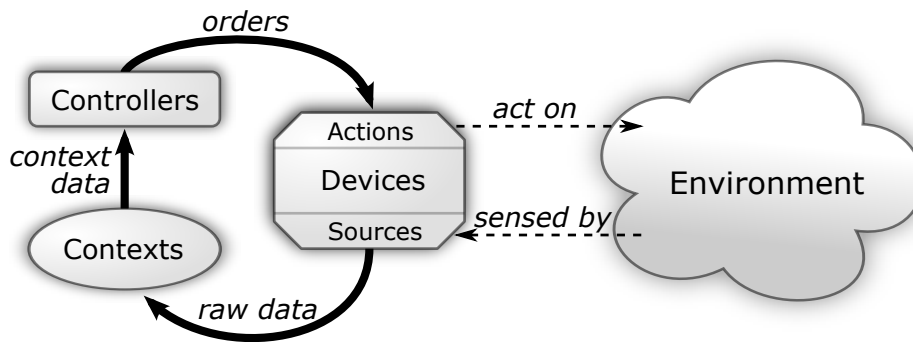 orders
Controllers
context
data
Contexts
raw data
Actions
Devices
Sources
act on
sensed by
Environment